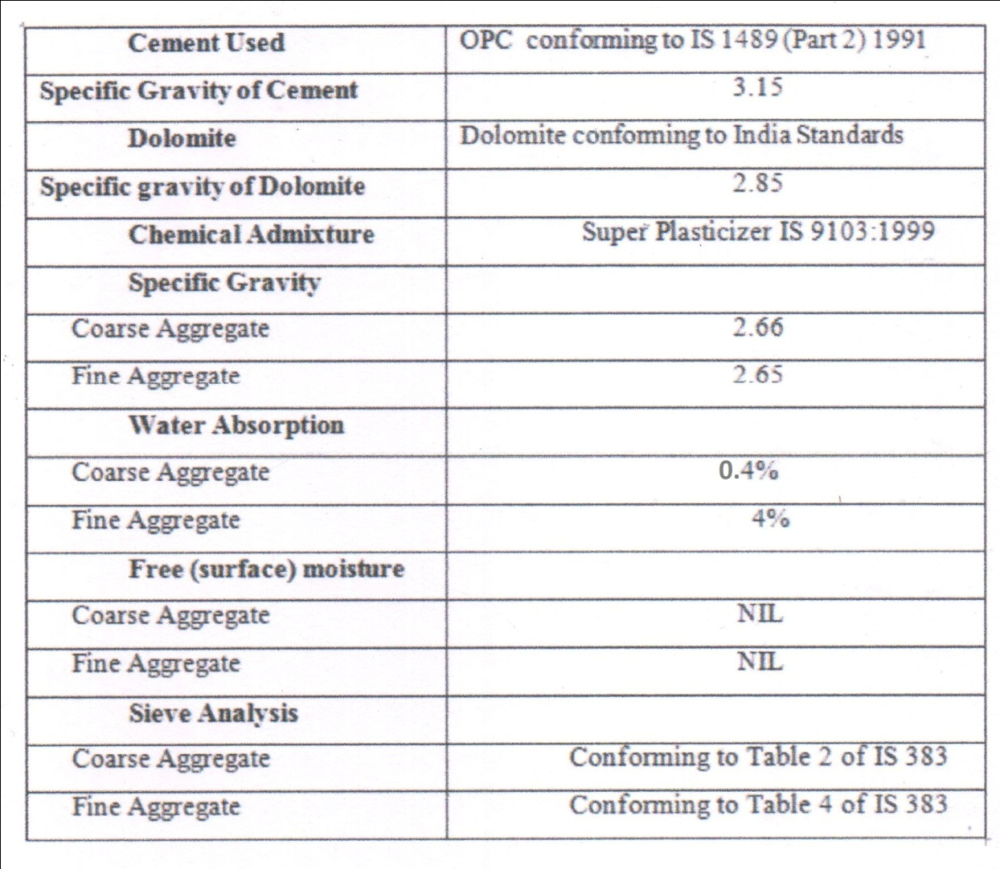 Cement Used OPC conforming to IS 1489 (Part 2) 1991
Specific Gravity of Cement 3.15
Dolomite Dolomite conforming to India Standards
Specific gravity of Dolomite 2.85
Chemical Admixture Super Plasticizer IS 9103:1999
Specific Gravity
Coarse Aggregate 2.66
Fine Aggregate 2.65
Water Absorption
Coarse Aggregate 0.4%
Fine Aggregate 4%
Free (surface) moisture
Coarse Aggregate NIL
Fine Aggregate NIL
Sieve Analysis
Coarse Aggregate Conforming to Table 2 of IS 383
Fine Aggregate Conforming to Table 4 of IS 383